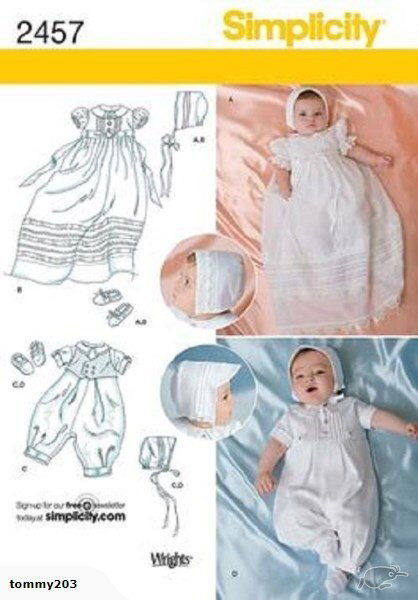 2457
Simplicity
A
A,B
B
A,B
C,D
C
C,D
Sign-up for our free e newsletter
today at simplicity.com
Wrights
D
tommy203